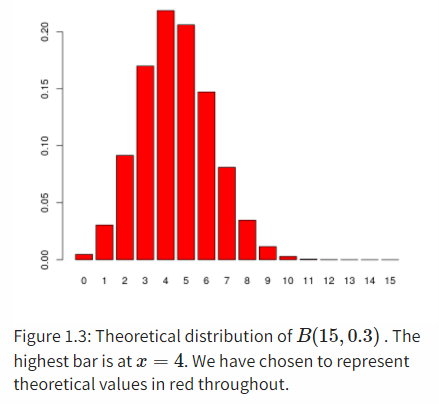 0.20
0.15
0.10
0.05
0.00
0 1 2 3 4 5 6 7 8 9 10 11 12 13 14 15
Figure 1.3: Theoretical distribution of B(15, 0.3) . The
highest bar is at x = 4. We have chosen to represent
theoretical values in red throughout.